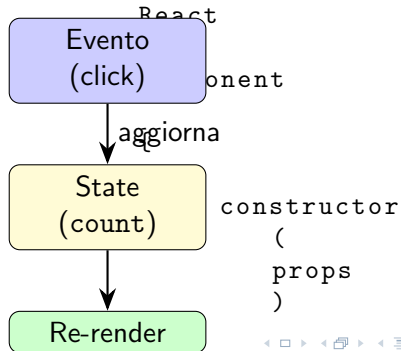 React
Evento
(click)
onent
aggiorna
{
State
(count)
constructor
(
props
)
Re-render